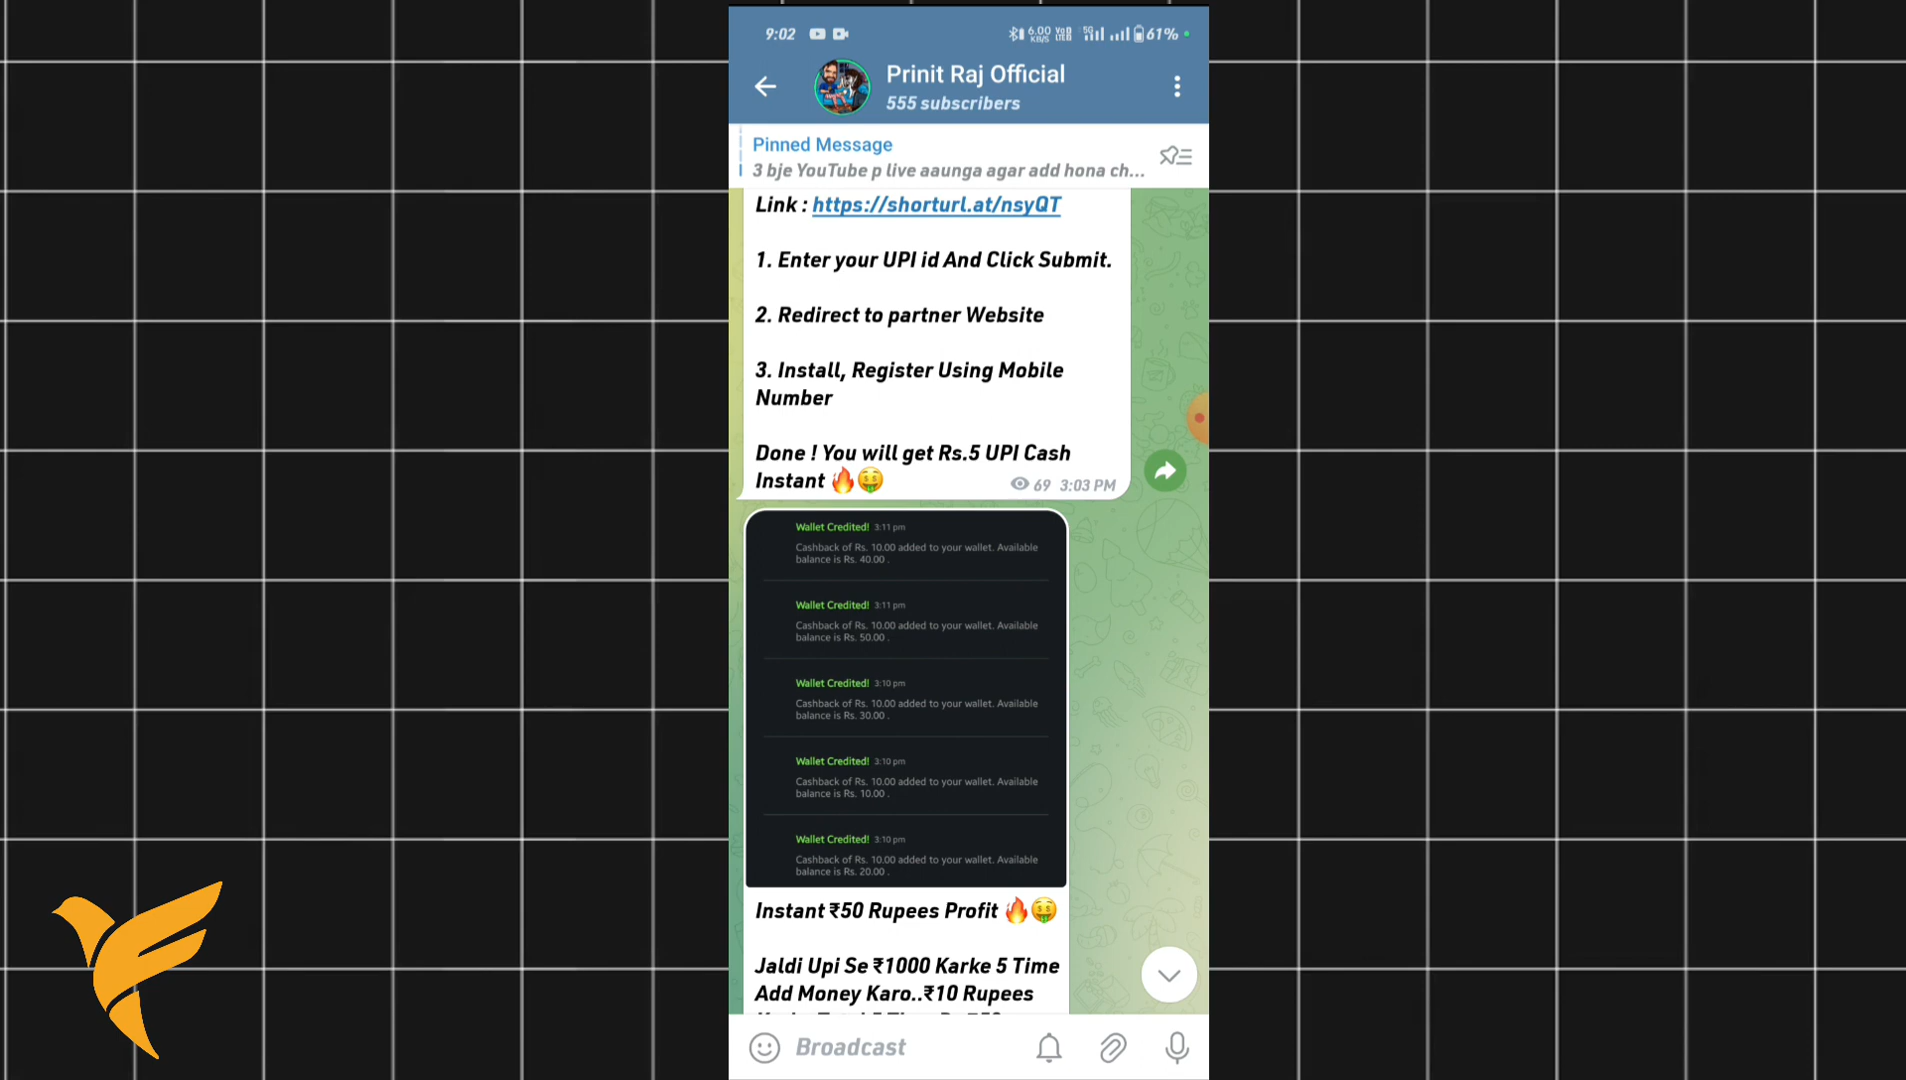 9:02 6.00 KB/S Vo) LTE 5G 61%
Prinit Raj Official
555 subscribers
Pinned Message
3 bje YouTube p live aaunga agar add hona ch...
Link : https://shorturl.at/nsyQT
1. Enter your UPI id And Click Submit.
2. Redirect to partner Website
3. Install, Register Using Mobile
Number
Done ! You will get Rs.5 UPI Cash
Instant 🔥🤑 69 3:03 PM
Wallet Credited! 3:11 pm
Cashback of Rs. 10.00 added to your wallet. Available
balance is Rs. 40.00 .
Wallet Credited! 3:11 pm
Cashback of Rs. 10.00 added to your wallet. Available
balance is Rs. 50.00 .
Wallet Credited! 3:10 pm
Cashback of Rs. 10.00 added to your wallet. Available
balance is Rs. 30.00 .
Wallet Credited! 3:10 pm
Cashback of Rs. 10.00 added to your wallet. Available
balance is Rs. 10.00 .
Wallet Credited! 3:10 pm
Cashback of Rs. 10.00 added to your wallet. Available
balance is Rs. 20.00 .
Instant ₹50 Rupees Profit 🔥🤑
Jaldi Upi Se ₹1000 Karke 5 Time
Add Money Karo..₹10 Rupees
Broadcast